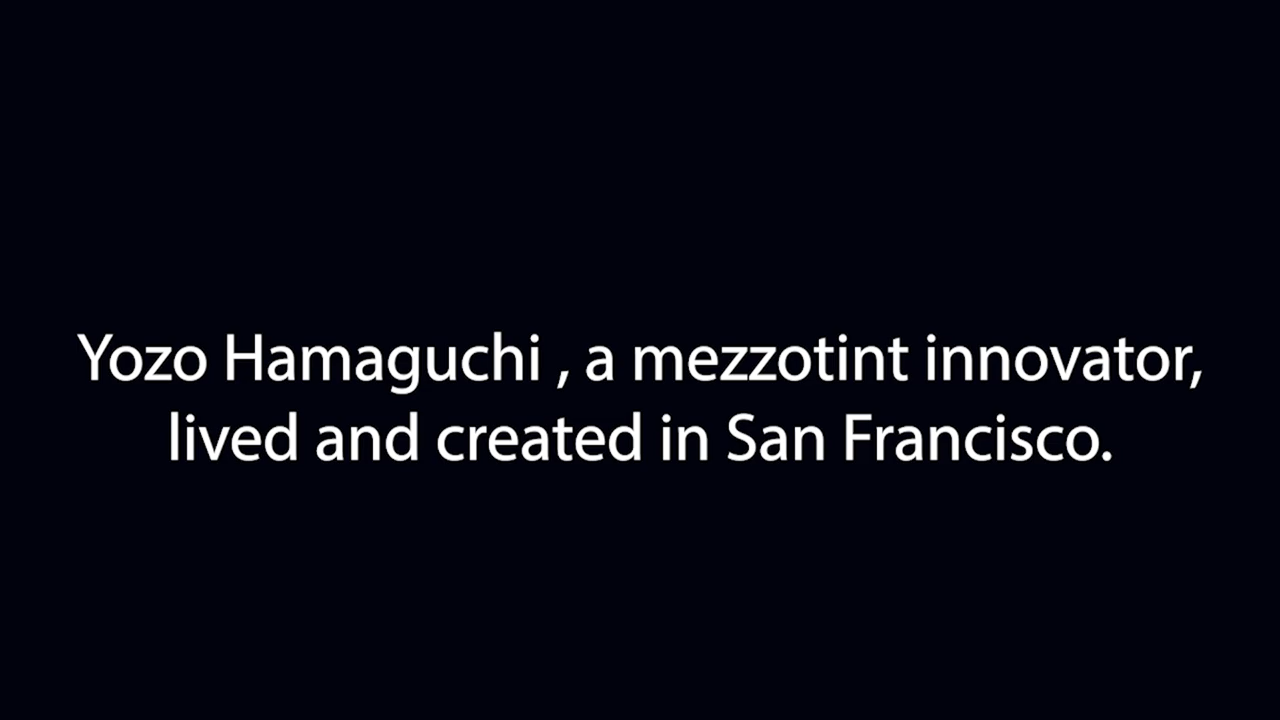 Yozo Hamaguchi , a mezzotint innovator,
lived and created in San Francisco.